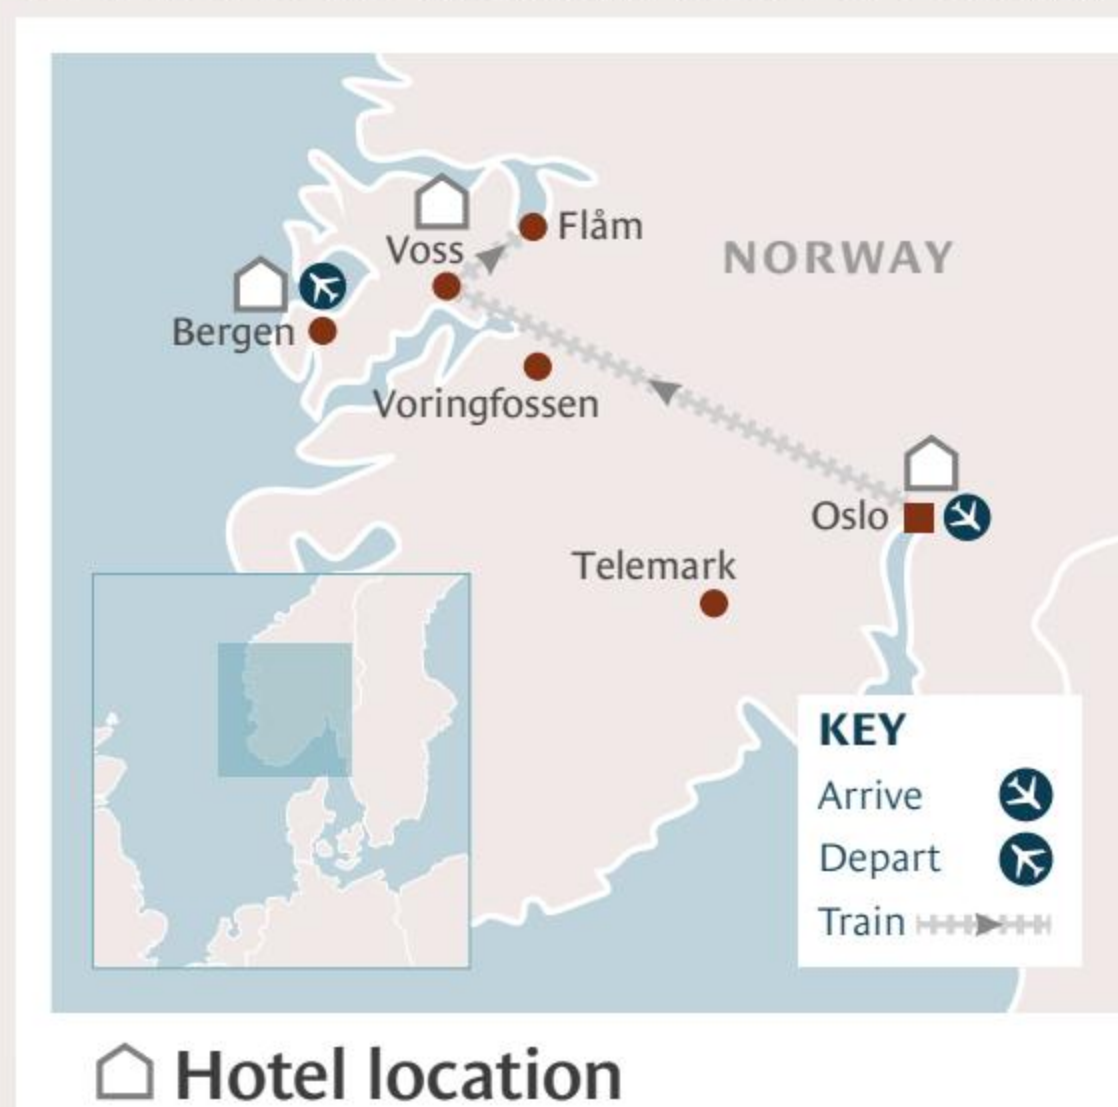 Flåm
NORWAY
Voss
Bergen
Voringfossen
Oslo
Telemark
KEY
Arrive
Depart
Train
Hotel location